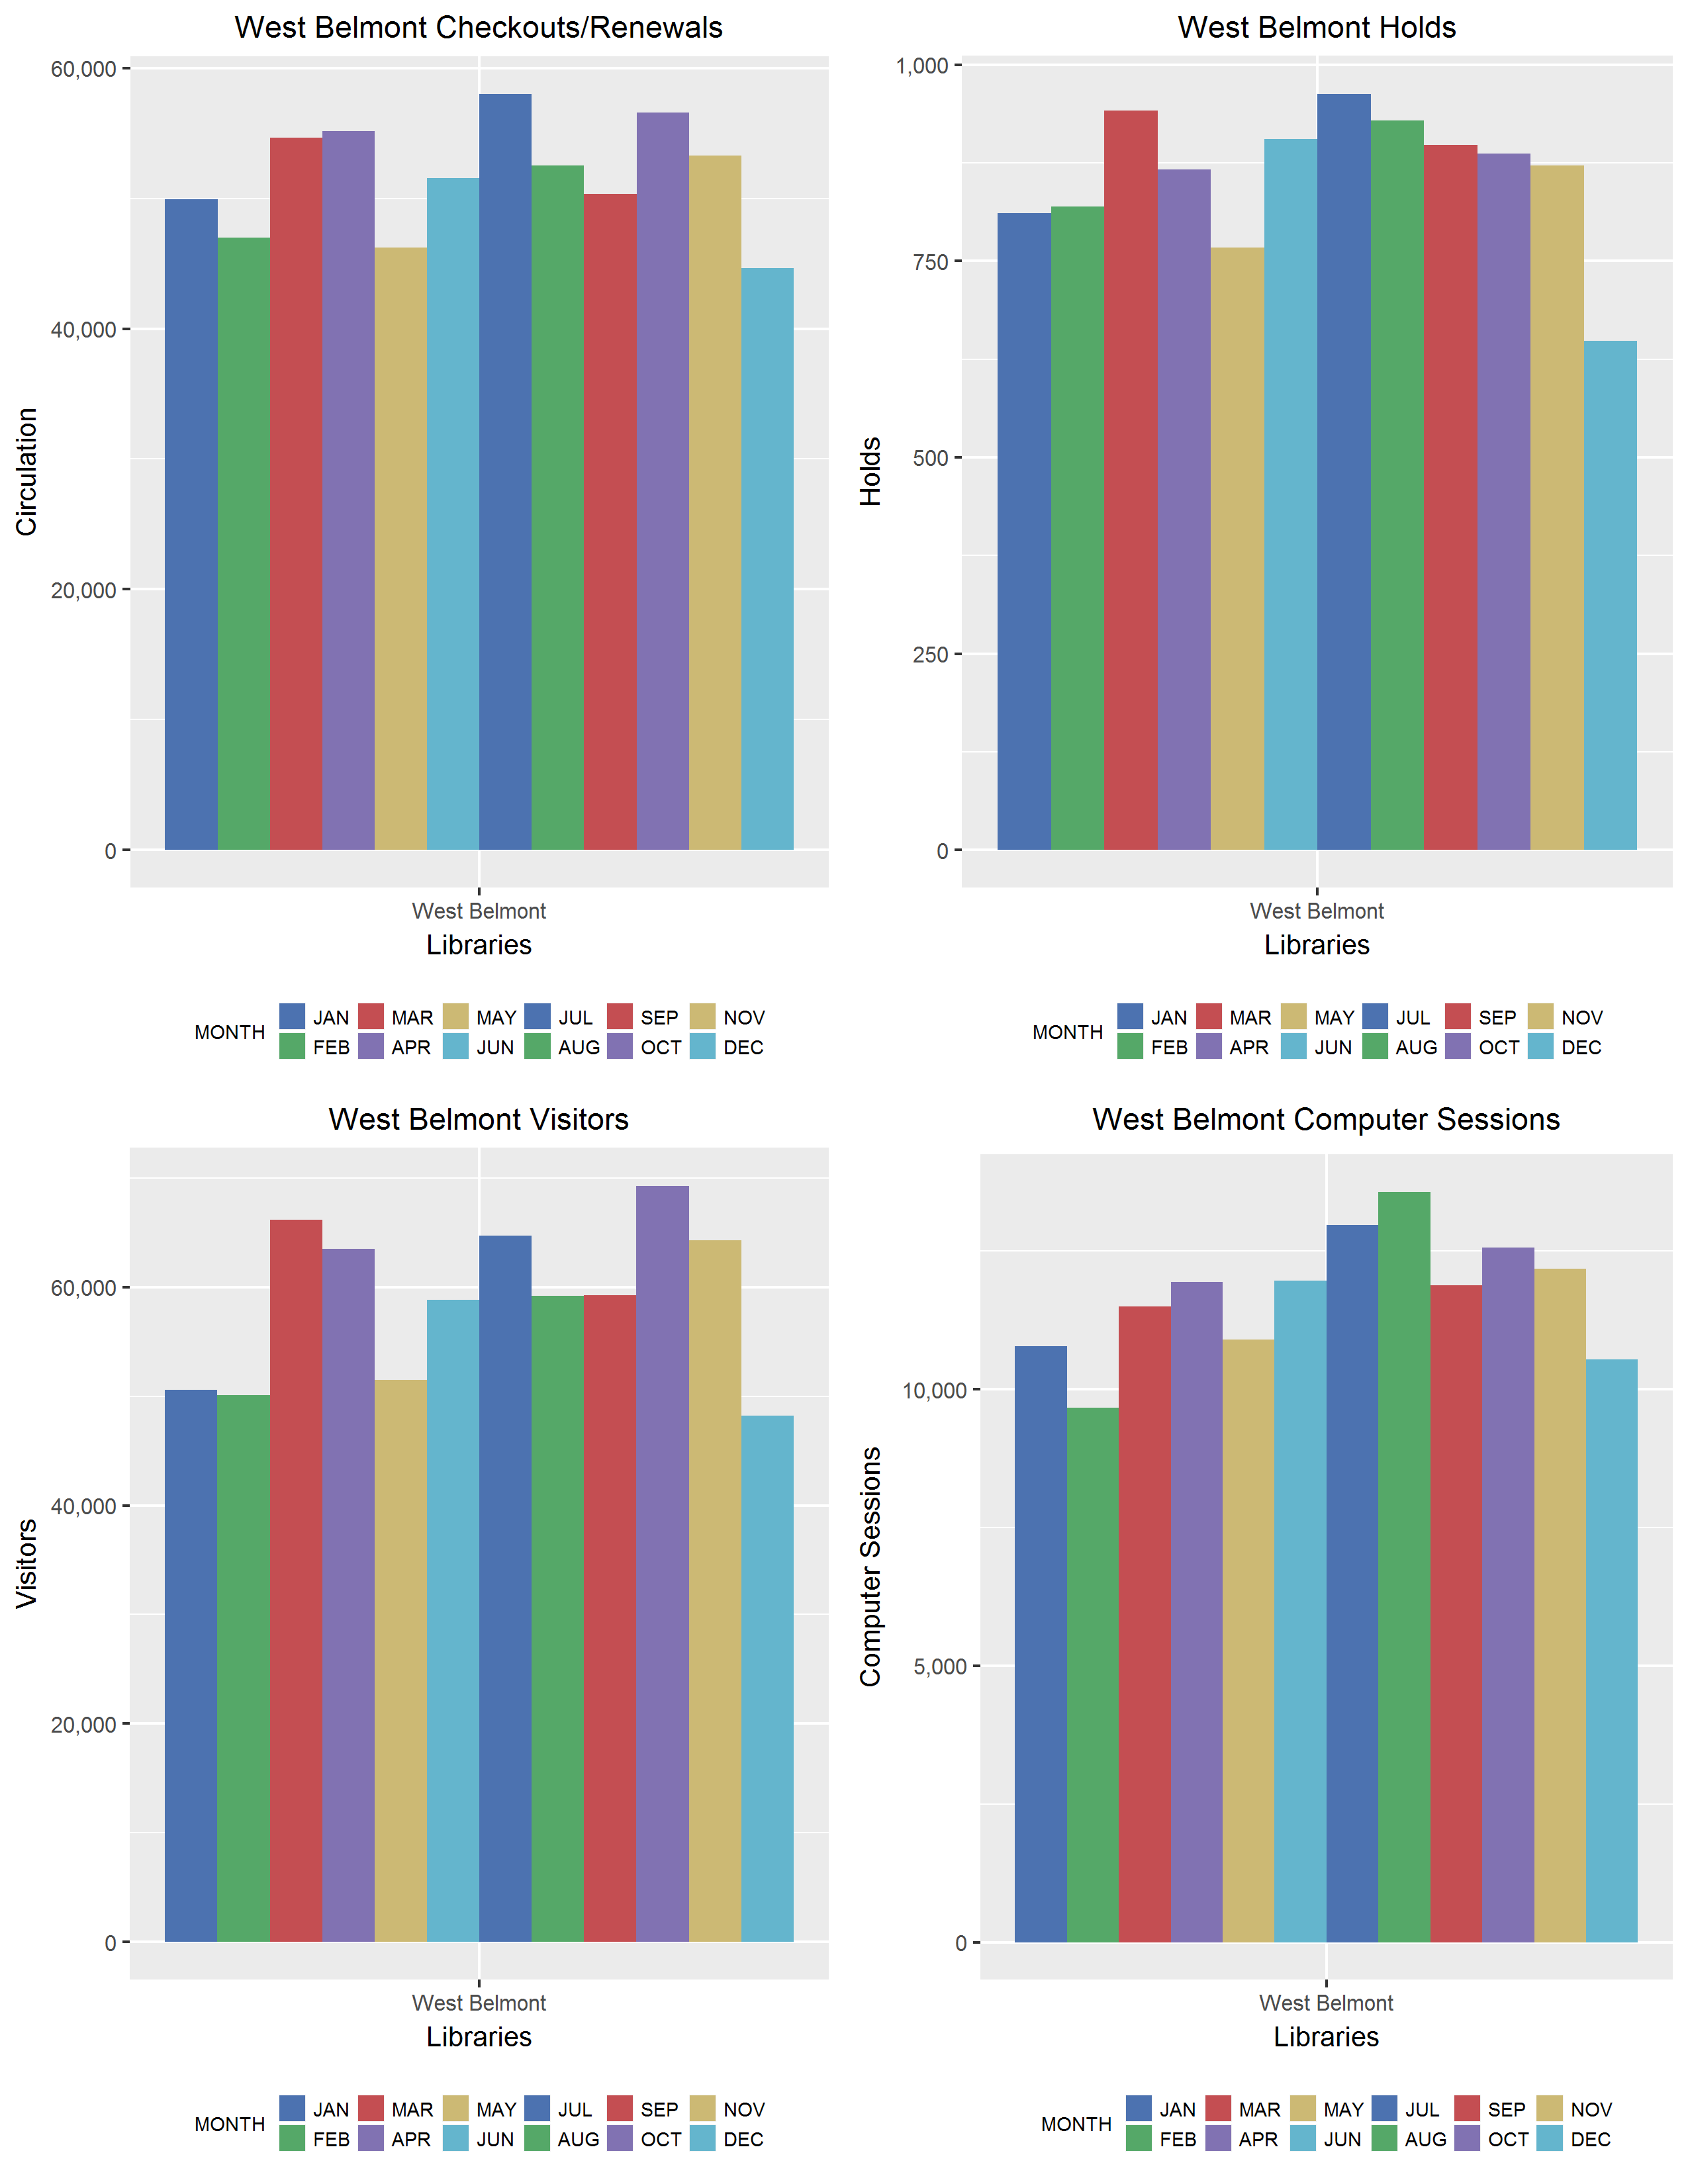 West Belmont Checkouts/Renewals
60,000
40,000
20,000
0
Circulation
West Belmont
Libraries
MONTH
JAN MAR MAY JUL SEP NOV
FEB APR JUN AUG OCT DEC
West Belmont Holds
1,000
750
500
250
0
Holds
West Belmont
Libraries
MONTH
JAN MAR MAY JUL SEP NOV
FEB APR JUN AUG OCT DEC
West Belmont Visitors
60,000
40,000
20,000
0
Visitors
West Belmont
Libraries
MONTH
JAN MAR MAY JUL SEP NOV
FEB APR JUN AUG OCT DEC
West Belmont Computer Sessions
10,000
5,000
0
Computer Sessions
West Belmont
Libraries
MONTH
JAN MAR MAY JUL SEP NOV
FEB APR JUN AUG OCT DEC